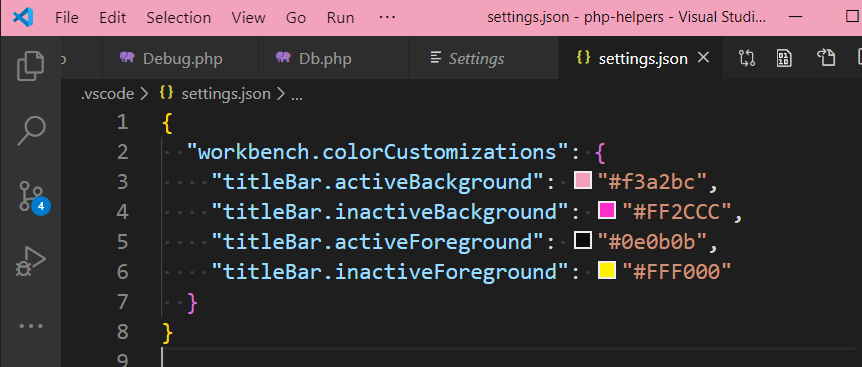 File Edit Selection View Go Run ··· settings.json - php-helpers - Visual Studi...
Debug.php Db.php Settings settings.json
.vscode > {} settings.json > ...
1 {
2 "workbench.colorCustomizations": {
3 "titleBar.activeBackground": "#f3a2bc",
4 "titleBar.inactiveBackground": "#FF2CCC",
5 "titleBar.activeForeground": "#0e0b0b",
6 "titleBar.inactiveForeground": "#FFF000"
7 }
8 }
9
4